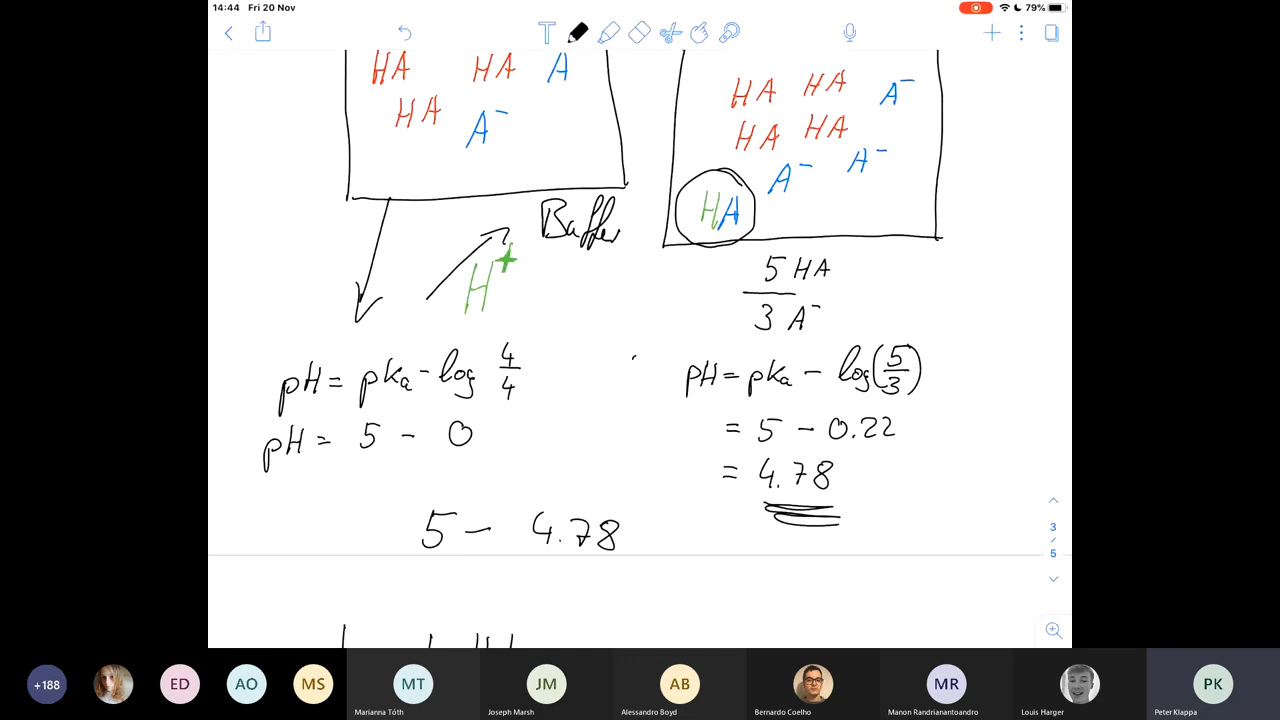 14:44 Fri 20 Nov
79%
T
HA HA A
HA A⁻
HA HA A⁻
HA HA
A⁻ A⁻
HA
Buffer
H+
5 HA
3 A⁻
pH = pKa - log 4/4
pH = 5 - 0
pH = pKa - log(5/3)
= 5 - 0.22
= 4.78
5 - 4.78
3
/
5
+188
ED
AO
MS
MT
JM
AB
MR
PK
Marianna Tóth
Joseph Marsh
Alessandro Boyd
Bernardo Coelho
Manon Randrianantoandro
Louis Harger
Peter Klappa